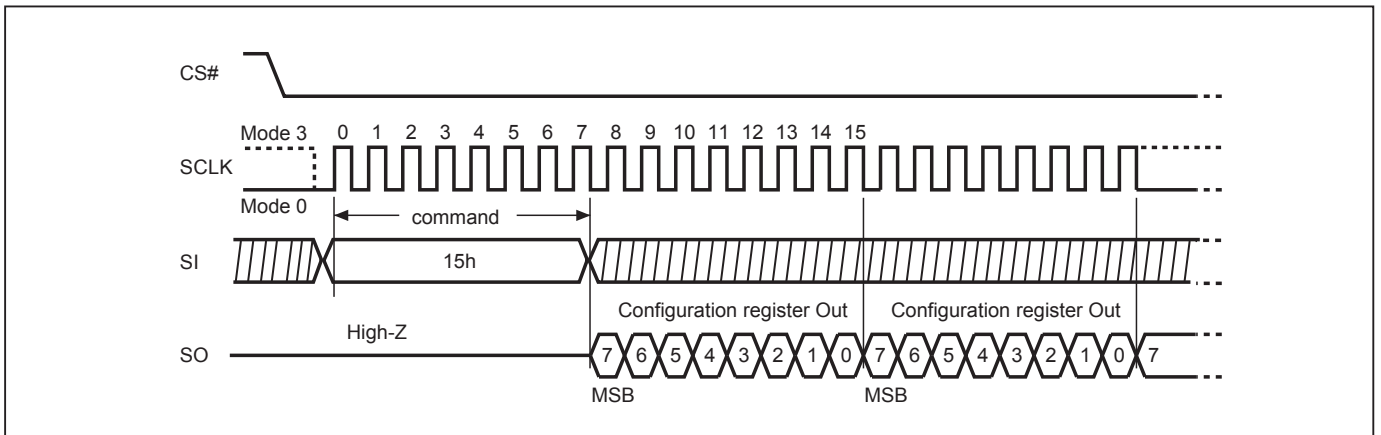 CS#
Mode 3 0 1 2 3 4 5 6 7 8 9 10 11 12 13 14 15
SCLK
Mode 0
command
SI 15h
Configuration register Out Configuration register Out
High-Z
SO 7 6 5 4 3 2 1 0 7 6 5 4 3 2 1 0 7
MSB MSB